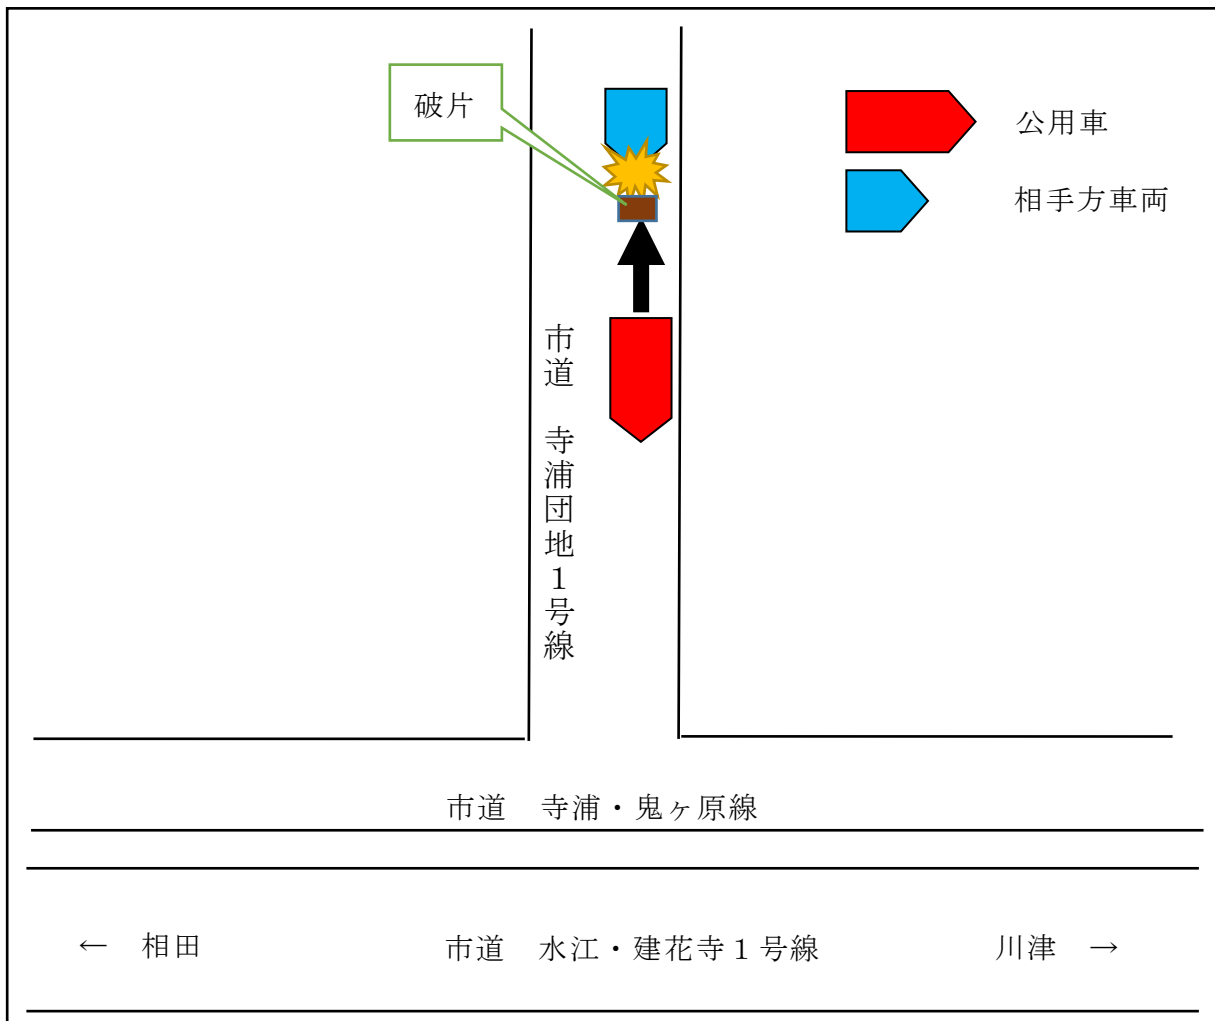 破片
公用車
相手方車両
市道　寺浦団地１号線
市道　寺浦・鬼ヶ原線
←　相田
市道　水江・建花寺１号線
川津　→